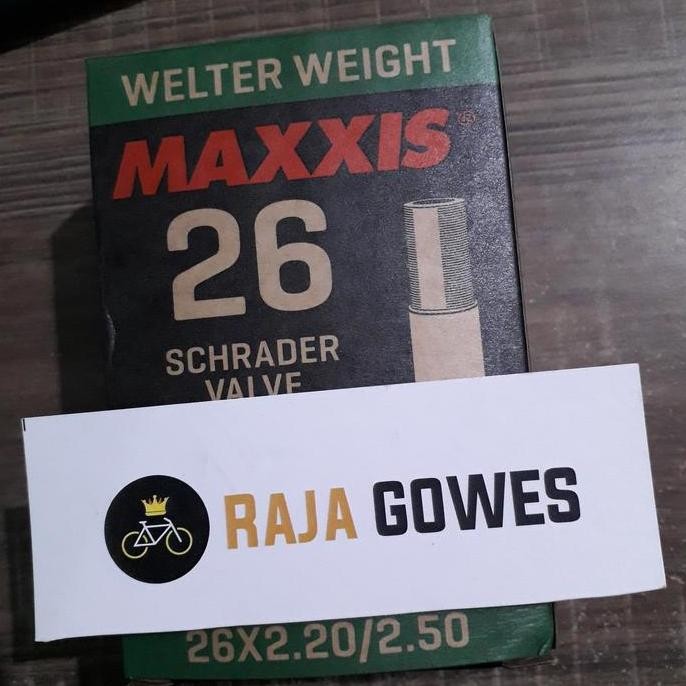 WELTER WEIGHT
MAXXIS®
26
SCHRADER
VALVE
RAJA GOWES
26X2.20/2.50